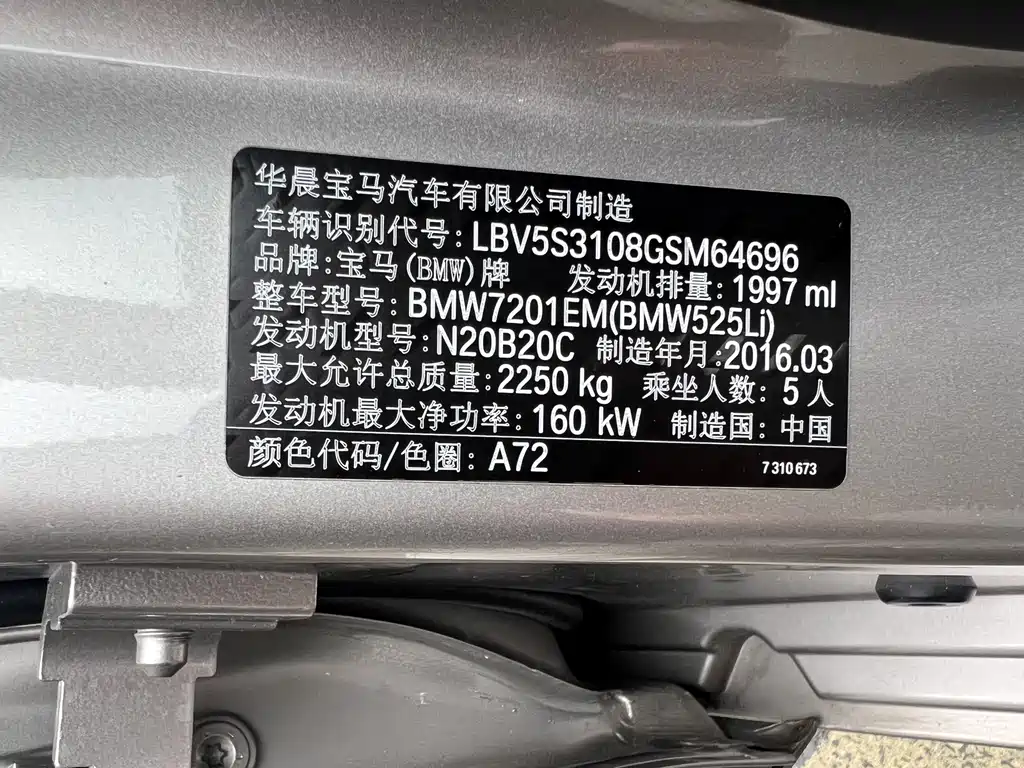 华晨宝马汽车有限公司制造
车辆识别代号: LBV5S3108GSM64696
品牌:宝马(BMW)牌 发动机排量: 1997 ml
整车型号: BMW7201EM(BMW525Li)
发动机型号: N20B20C 制造年月:2016.03
最大允许总质量: 2250 kg 乘坐人数: 5 人
发动机最大净功率: 160 kW 制造国: 中国
颜色代码/色圈: A72 7 310 673